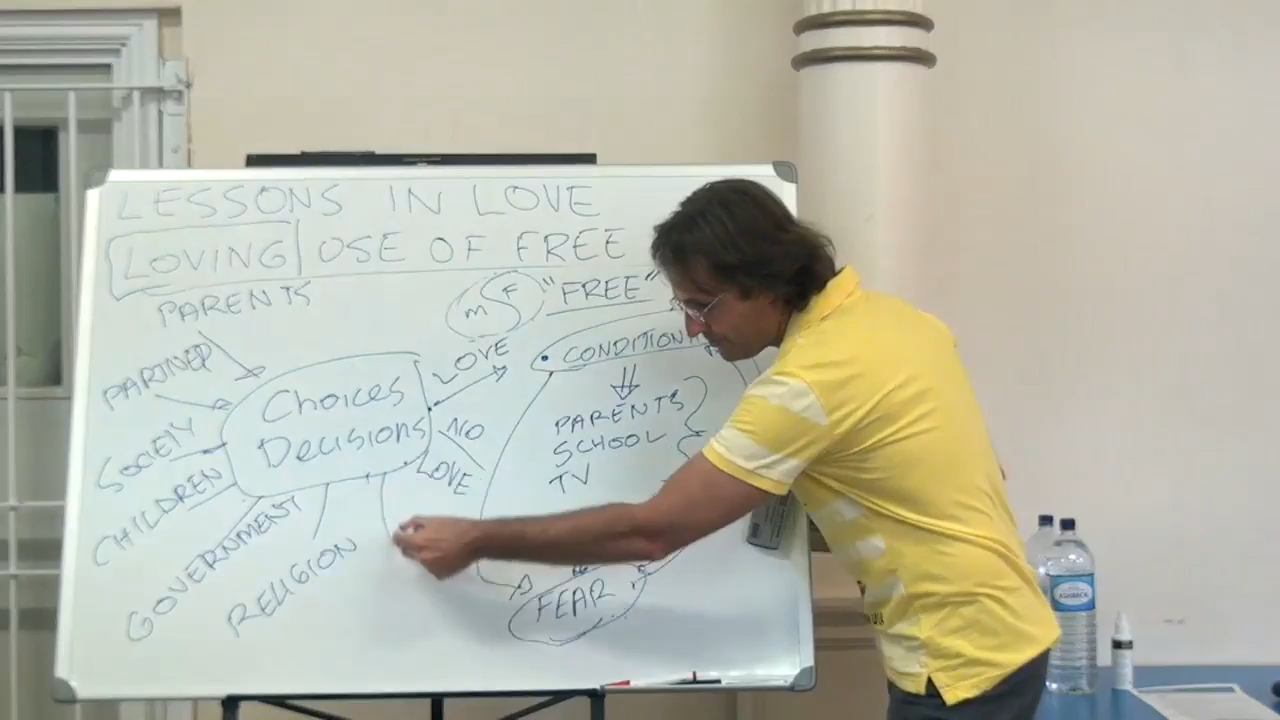 LESSONS IN LOVE
LOVING USE OF FREE
PARENTS
PARTNER
SOCIETY
CHILDREN
GOVERNMENT
RELIGION
Choices
Decisions
LOVE
NO
LOVE
M F
"FREE"
CONDITION
PARENTS
SCHOOL
TV
FEAR